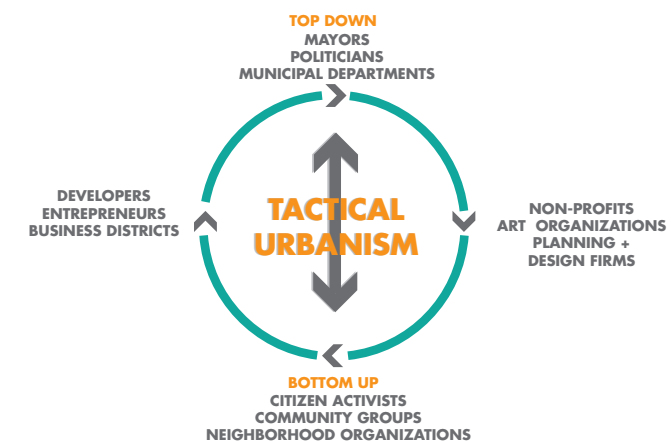 TOP DOWN
MAYORS
POLITICIANS
MUNICIPAL DEPARTMENTS
DEVELOPERS
ENTREPRENEURS
BUSINESS DISTRICTS
TACTICAL
URBANISM
NON-PROFITS
ART ORGANIZATIONS
PLANNING +
DESIGN FIRMS
BOTTOM UP
CITIZEN ACTIVISTS
COMMUNITY GROUPS
NEIGHBORHOOD ORGANIZATIONS